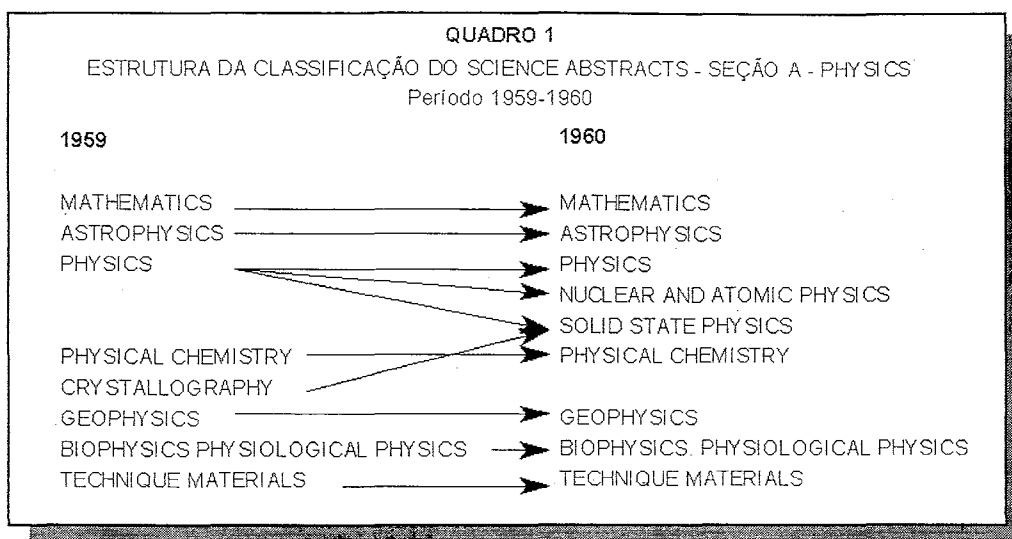 QUADRO 1
ESTRUTURA DA CLASSIFICAÇÃO DO SCIENCE ABSTRACTS - SEÇÃO A - PHYSICS
Período 1959-1960
1959
1960
MATHEMATICS
MATHEMATICS
ASTROPHYSICS
ASTROPHYSICS
PHYSICS
PHYSICS
NUCLEAR AND ATOMIC PHYSICS
SOLID STATE PHYSICS
PHYSICAL CHEMISTRY
PHYSICAL CHEMISTRY
CRYSTALLOGRAPHY
GEOPHYSICS
GEOPHYSICS
BIOPHYSICS PHYSIOLOGICAL PHYSICS
BIOPHYSICS. PHYSIOLOGICAL PHYSICS
TECHNIQUE MATERIALS
TECHNIQUE MATERIALS